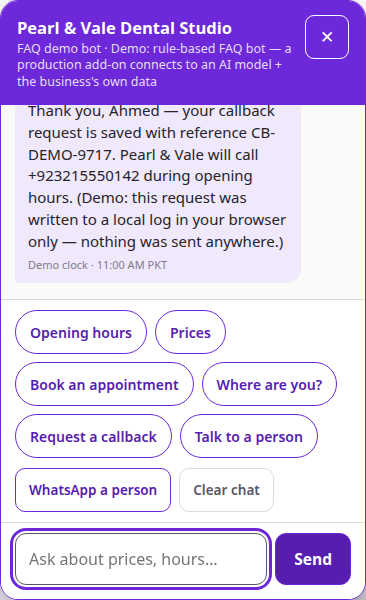 Pearl & Vale Dental Studio
FAQ demo bot · Demo: rule-based FAQ bot — a
production add-on connects to an AI model +
the business's own data
✕
Thank you, Ahmed — your callback
request is saved with reference CB-
DEMO-9717. Pearl & Vale will call
+923215550142 during opening
hours. (Demo: this request was
written to a local log in your browser
only — nothing was sent anywhere.)
Demo clock · 11:00 AM PKT
Opening hours
Prices
Book an appointment
Where are you?
Request a callback
Talk to a person
WhatsApp a person
Clear chat
Ask about prices, hours...
Send